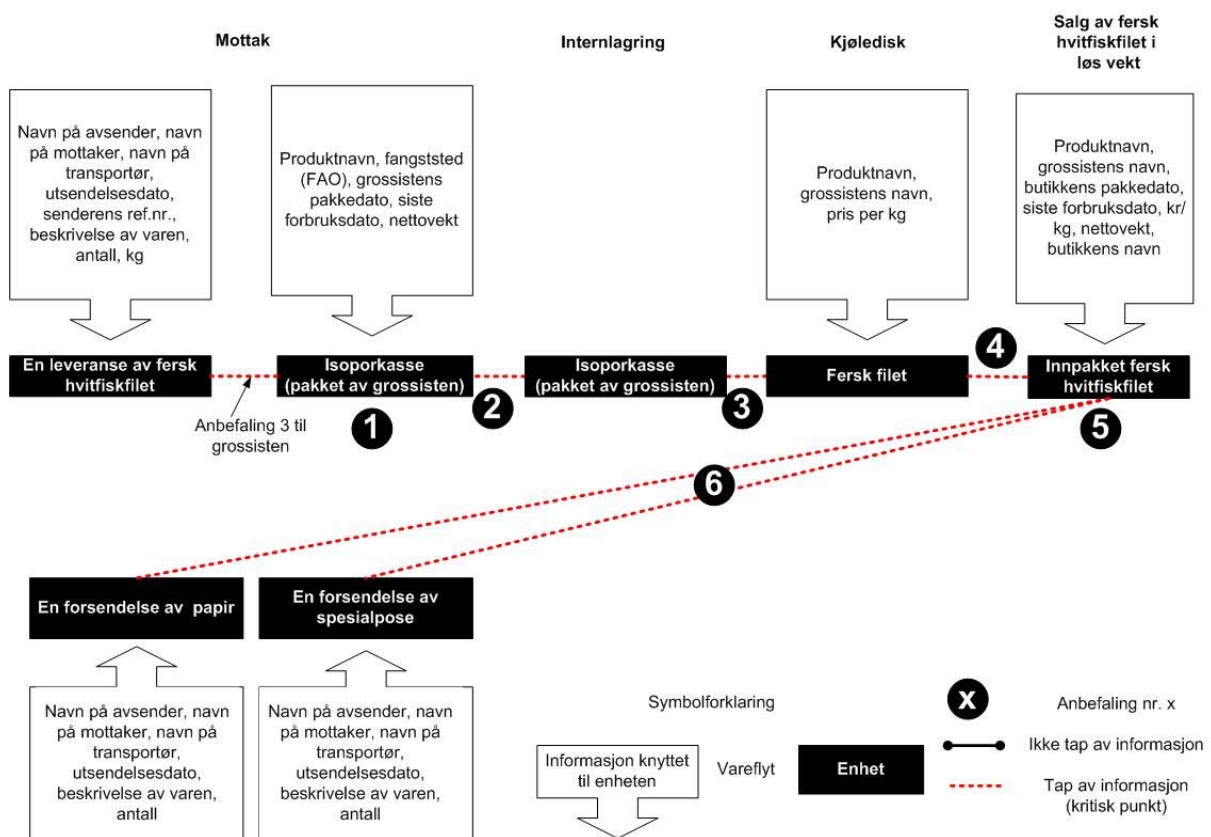 Mottak
Internlagring
Kjøledisk
Salg av fersk
hvitfiskfilet i
løs vekt
Navn på avsender, navn
på mottaker, navn på
transportør,
utsendelsesdato,
senderens ref.nr.,
beskrivelse av varen,
antall, kg
Produktnavn, fangststed
(FAO), grossistens
pakkedato, siste
forbruksdato, nettovekt
Produktnavn,
grossistens navn,
pris per kg
Produktnavn,
grossistens navn,
butikkens pakkedato,
siste forbruksdato, kr/
kg, nettovekt,
butikkens navn
En leveranse av fersk
hvitfiskfilet
Isoporkasse
(pakket av grossisten)
Isoporkasse
(pakket av grossisten)
Fersk filet
Innpakket fersk
hvitfiskfilet
Anbefaling 3 til
grossisten
1
2
3
4
5
6
En forsendelse av papir
En forsendelse av
spesialpose
Navn på avsender, navn
på mottaker, navn på
transportør,
utsendelsesdato,
beskrivelse av varen,
antall
Navn på avsender, navn
på mottaker, navn på
transportør,
utsendelsesdato,
beskrivelse av varen,
antall
Symbolforklaring
Informasjon knyttet
til enheten
Vareflyt
Enhet
X
Anbefaling nr. x
Ikke tap av informasjon
Tap av informasjon
(kritisk punkt)